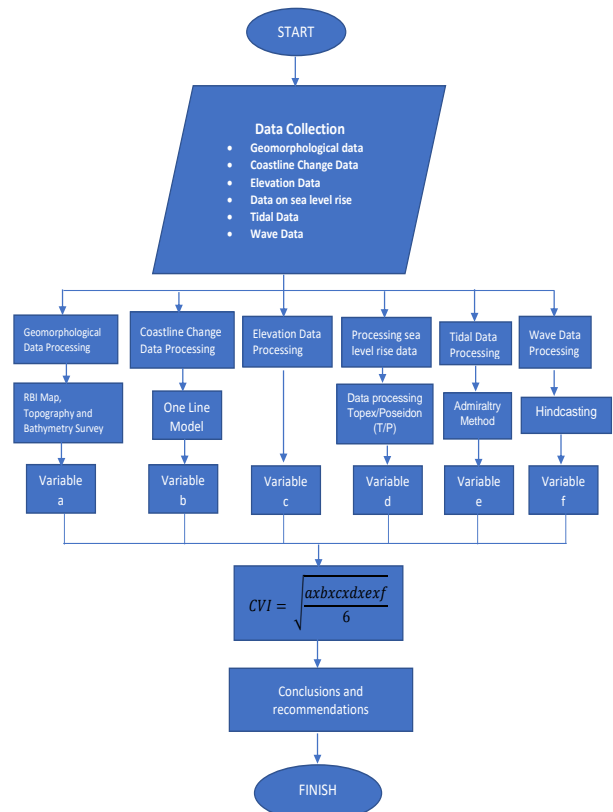 START
Data Collection
• Geomorphological data
• Coastline Change Data
• Elevation Data
• Data on sea level rise
• Tidal Data
• Wave Data
Geomorphological
Data Processing
Coastline Change
Data Processing
Elevation Data
Processing
Processing sea
level rise data
Tidal Data
Processing
Wave Data
Processing
RBI Map,
Topography and
Bathymetry Survey
One Line
Model
Data processing
Topex/Poseidon
(T/P)
Admiraltry
Method
Hindcasting
Variable
a
Variable
b
Variable
c
Variable
d
Variable
e
Variable
f
CVI = √(axbxcxdxexf / 6)
Conclusions and
recommendations
FINISH